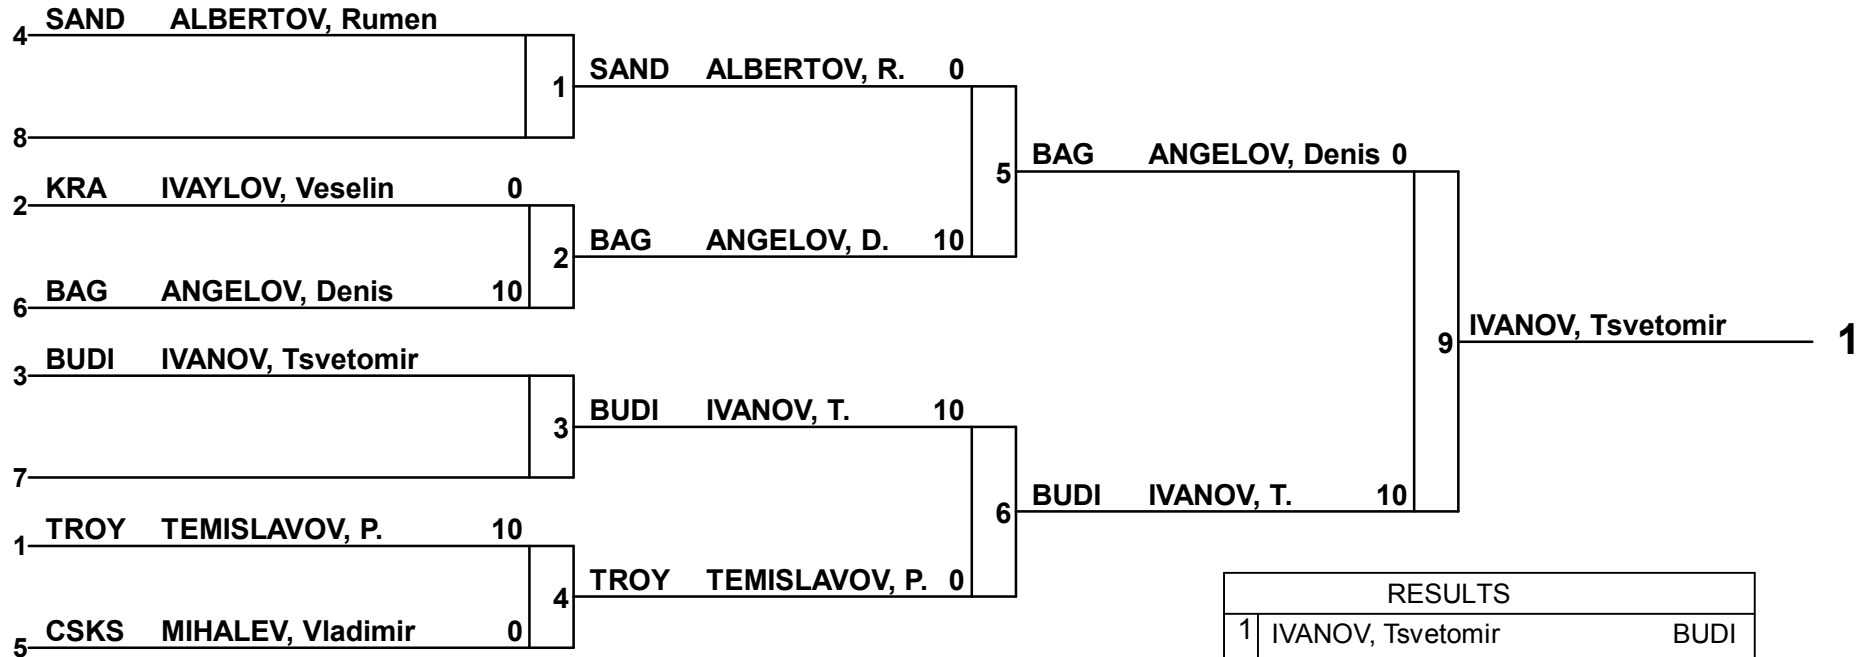 4 SAND ALBERTOV, Rumen
1 SAND ALBERTOV, R. 0
8
5 BAG ANGELOV, Denis 0
2 KRA IVAYLOV, Veselin 0
2 BAG ANGELOV, D. 10
6 BAG ANGELOV, Denis 10
9 IVANOV, Tsvetomir 1
3 BUDI IVANOV, Tsvetomir
3 BUDI IVANOV, T. 10
7
6 BUDI IVANOV, T. 10
1 TROY TEMISLAVOV, P. 10
4 TROY TEMISLAVOV, P. 0
RESULTS
5 CSKS MIHALEV, Vladimir 0
1 IVANOV, Tsvetomir BUDI